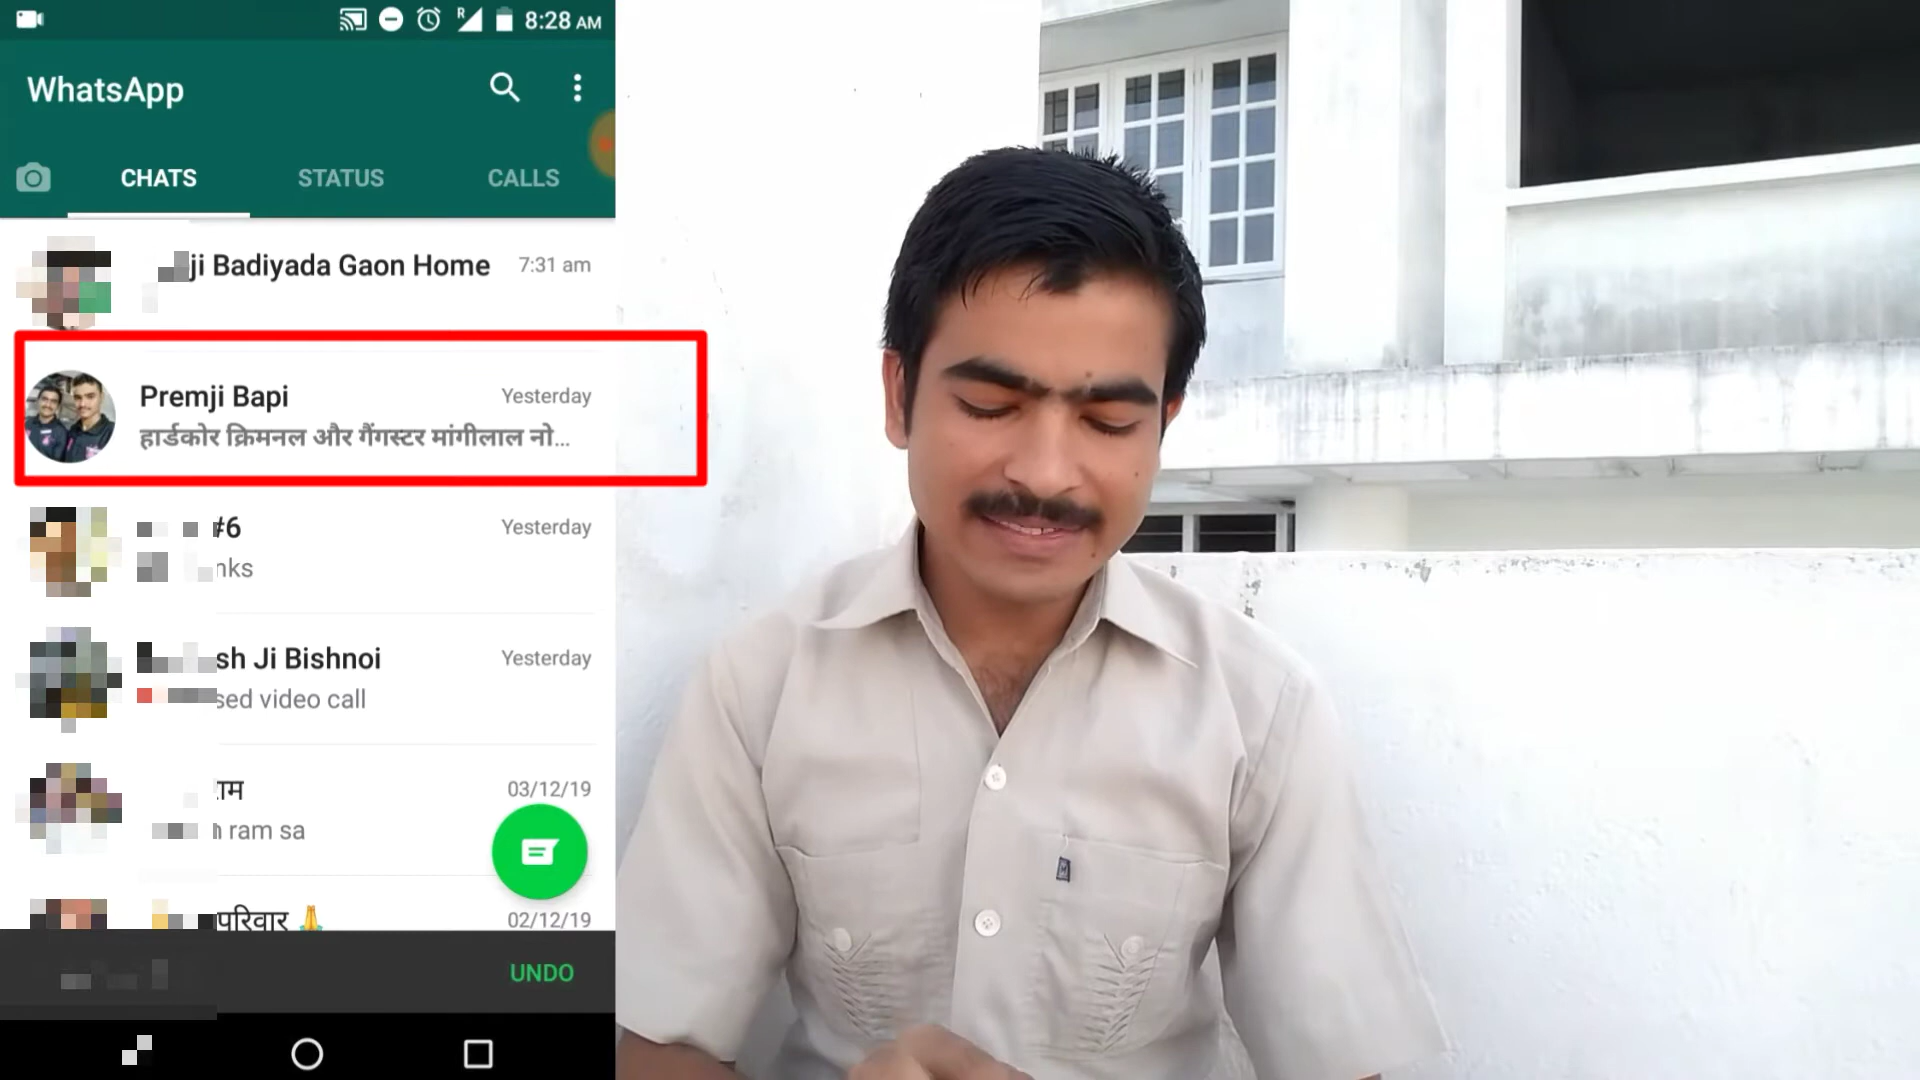 8:28 AM
WhatsApp
CHATS STATUS CALLS
ji Badiyada Gaon Home 7:31 am
Premji Bapi Yesterday
हार्डकोर क्रिमनल और गैंगस्टर मांगीलाल नो...
#6 Yesterday
nks
sh Ji Bishnoi Yesterday
sed video call
राम 03/12/19
h ram sa
परिवार 🙏 02/12/19
UNDO